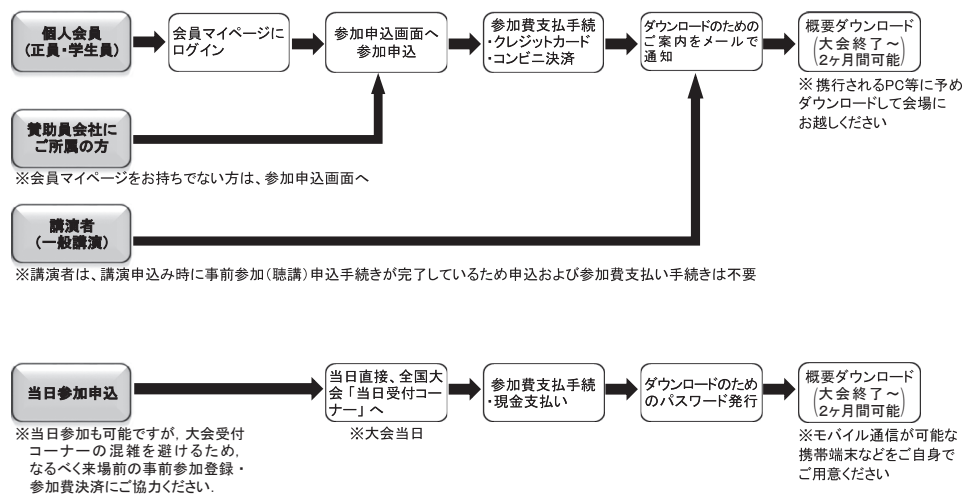 個人会員
(正員・学生員)
会員マイページに
ログイン
参加申込画面へ
参加申込
参加費支払手続
・クレジットカード
・コンビニ決済
ダウンロードのための
ご案内をメールで
通知
概要ダウンロード
(大会終了～
2ヶ月間可能)
※携行されるPC等に予め
ダウンロードして会場に
お越しください
賛助員会社に
ご所属の方
※会員マイページをお持ちでない方は、参加申込画面へ
講演者
(一般講演)
※講演者は、講演申込み時に事前参加(聴講)申込手続きが完了しているため申込および参加費支払い手続きは不要
当日参加申込
※当日参加も可能ですが, 大会受付
コーナーの混雑を避けるため,
なるべく来場前の事前参加登録・
参加費決済にご協力ください.
当日直接、全国大
会「当日受付コー
ナー」へ
※大会当日
参加費支払手続
・現金支払い
ダウンロードのため
のパスワード発行
概要ダウンロード
(大会終了～
2ヶ月間可能)
※モバイル通信が可能な
携帯端末などをご自身で
ご用意ください